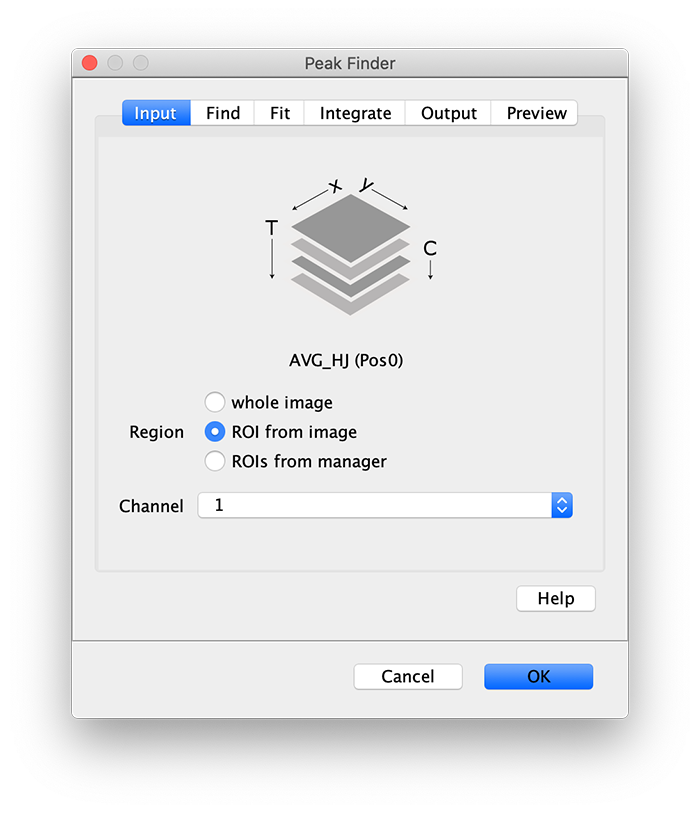 Peak Finder
Input Find Fit Integrate Output Preview
x y
T
C
AVG_HJ (Pos0)
whole image
Region ROI from image
ROIs from manager
Channel 1
Help
Cancel OK